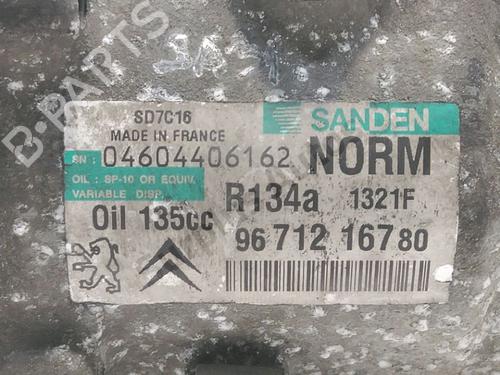 B-PARTS
SD7C16
MADE IN FRANCE
SANDEN
SN : 04604406162
NORM
OIL : SP-10 OR EQUIV.
VARIABLE DISP.
R134a 1321F
Oil 135cc
96 712 167 80